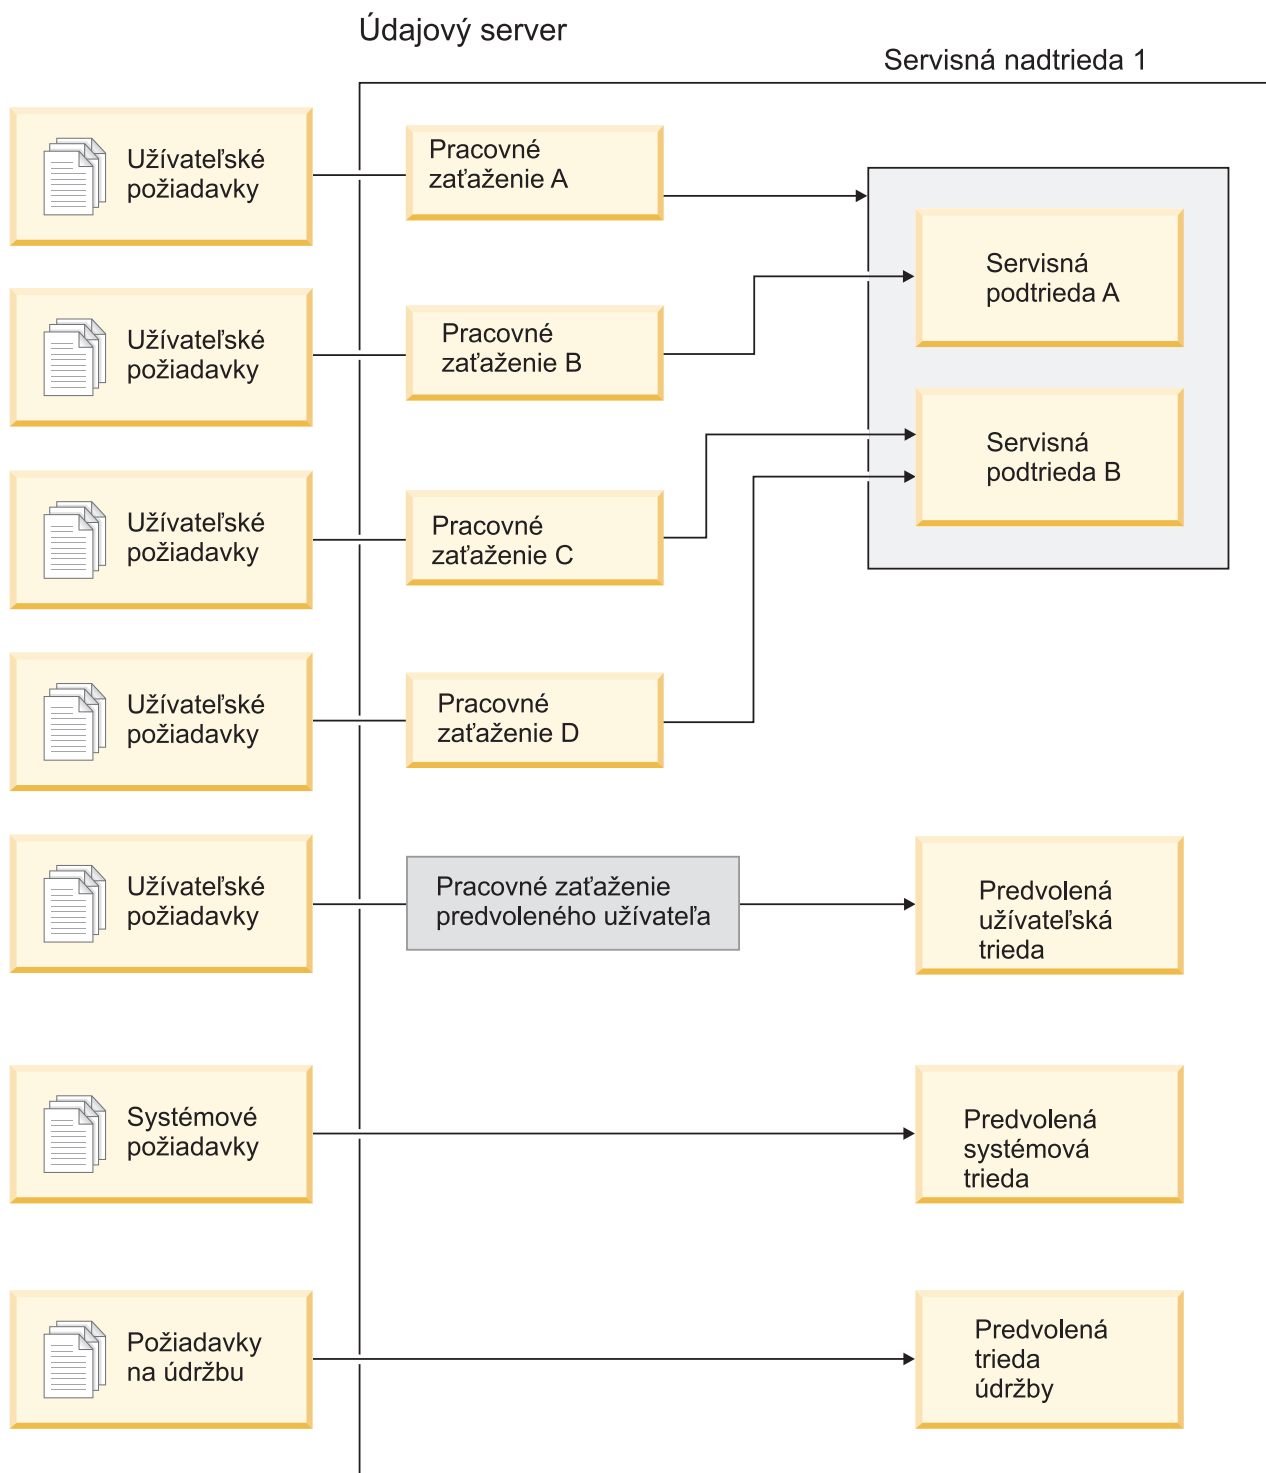 Údajový server
Servisná nadtrieda 1
Užívateľské
požiadavky
Pracovné
zaťaženie A
Servisná
podtrieda A
Užívateľské
požiadavky
Pracovné
zaťaženie B
Servisná
podtrieda B
Užívateľské
požiadavky
Pracovné
zaťaženie C
Užívateľské
požiadavky
Pracovné
zaťaženie D
Užívateľské
požiadavky
Pracovné zaťaženie
predvoleného užívateľa
Predvolená
užívateľská
trieda
Systémové
požiadavky
Predvolená
systémová
trieda
Požiadavky
na údržbu
Predvolená
trieda
údržby